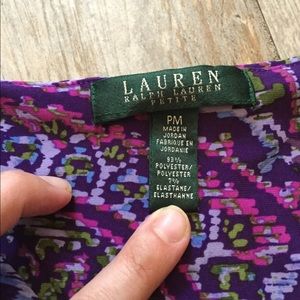 LAUREN
RALPH LAUREN
PETITE
PM
MADE IN
JORDAN
FABRIQUE EN
JORDANIE
93%
POLYESTER/
POLYESTER
7%
ELASTANE/
ELASTHANNE